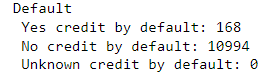 Default
Yes credit by default: 168
No credit by default: 10994
Unknown credit by default: 0